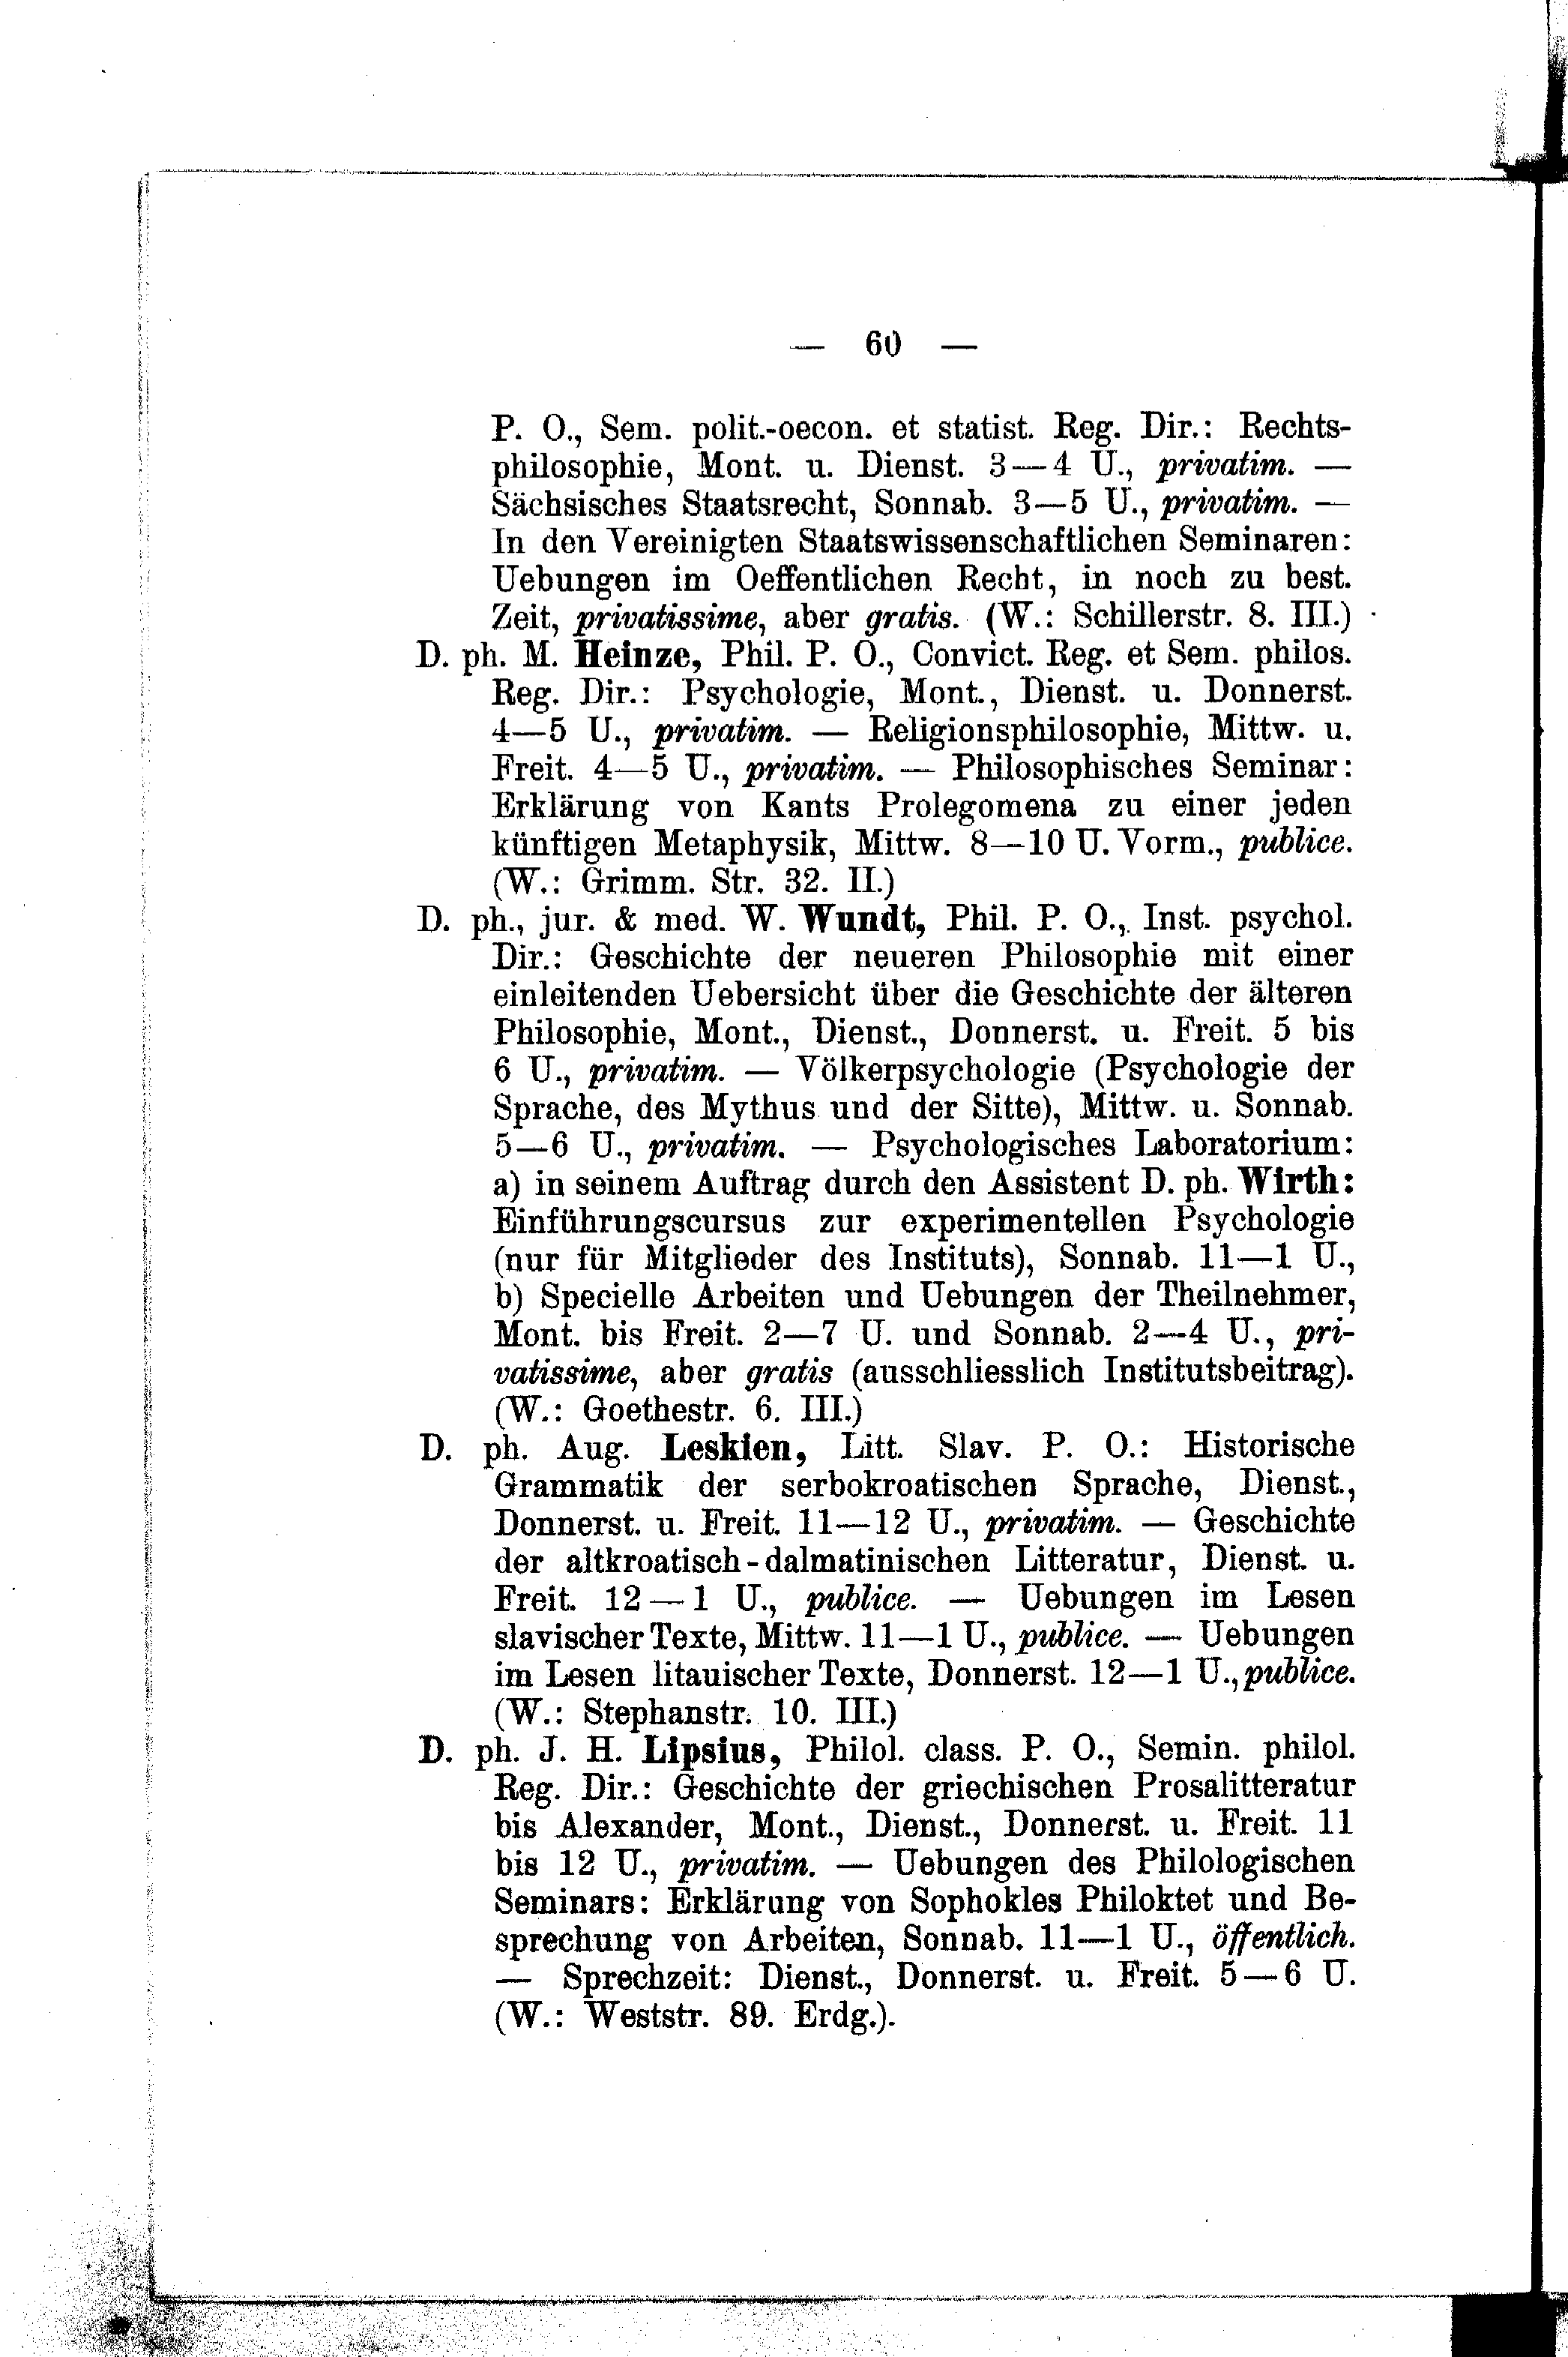 — 60 —
P. O., Sem. polit.-oecon. et statist. Reg. Dir.: Rechts-
philosophie, Mont. u. Dienst. 3—4 U., privatim. —
Sächsisches Staatsrecht, Sonnab. 3—5 U., privatim. —
In den Vereinigten Staatswissenschaftlichen Seminaren:
Uebungen im Oeffentlichen Recht, in noch zu best.
Zeit, privatissime, aber gratis. (W.: Schillerstr. 8. III.)
D. ph. M. Heinze, Phil. P. O., Convict. Reg. et Sem. philos.
Reg. Dir.: Psychologie, Mont., Dienst. u. Donnerst.
4—5 U., privatim. — Religionsphilosophie, Mittw. u.
Freit. 4—5 U., privatim. — Philosophisches Seminar:
Erklärung von Kants Prolegomena zu einer jeden
künftigen Metaphysik, Mittw. 8—10 U. Vorm., publice.
(W.: Grimm. Str. 32. II.)
D. ph., jur. & med. W. Wundt, Phil. P. O., Inst. psychol.
Dir.: Geschichte der neueren Philosophie mit einer
einleitenden Uebersicht über die Geschichte der älteren
Philosophie, Mont., Dienst., Donnerst. u. Freit. 5 bis
6 U., privatim. — Völkerpsychologie (Psychologie der
Sprache, des Mythus und der Sitte), Mittw. u. Sonnab.
5—6 U., privatim. — Psychologisches Laboratorium:
a) in seinem Auftrag durch den Assistent D. ph. Wirth:
Einführungscursus zur experimentellen Psychologie
(nur für Mitglieder des Instituts), Sonnab. 11—1 U.,
b) Specielle Arbeiten und Uebungen der Theilnehmer,
Mont. bis Freit. 2—7 U. und Sonnab. 2—4 U., pri-
vatissime, aber gratis (ausschliesslich Institutsbeitrag).
(W.: Goethestr. 6. III.)
D. ph. Aug. Leskien, Litt. Slav. P. O.: Historische
Grammatik der serbokroatischen Sprache, Dienst.,
Donnerst. u. Freit. 11—12 U., privatim. — Geschichte
der altkroatisch-dalmatinischen Litteratur, Dienst. u.
Freit. 12—1 U., publice. — Uebungen im Lesen
slavischer Texte, Mittw. 11—1 U., publice. — Uebungen
im Lesen litauischer Texte, Donnerst. 12—1 U., publice.
(W.: Stephanstr. 10. III.)
D. ph. J. H. Lipsius, Philol. class. P. O., Semin. philol.
Reg. Dir.: Geschichte der griechischen Prosalitteratur
bis Alexander, Mont., Dienst., Donnerst. u. Freit. 11
bis 12 U., privatim. — Uebungen des Philologischen
Seminars: Erklärung von Sophokles Philoktet und Be-
sprechung von Arbeiten, Sonnab. 11—1 U., öffentlich.
— Sprechzeit: Dienst., Donnerst. u. Freit. 5—6 U.
(W.: Weststr. 89. Erdg.).